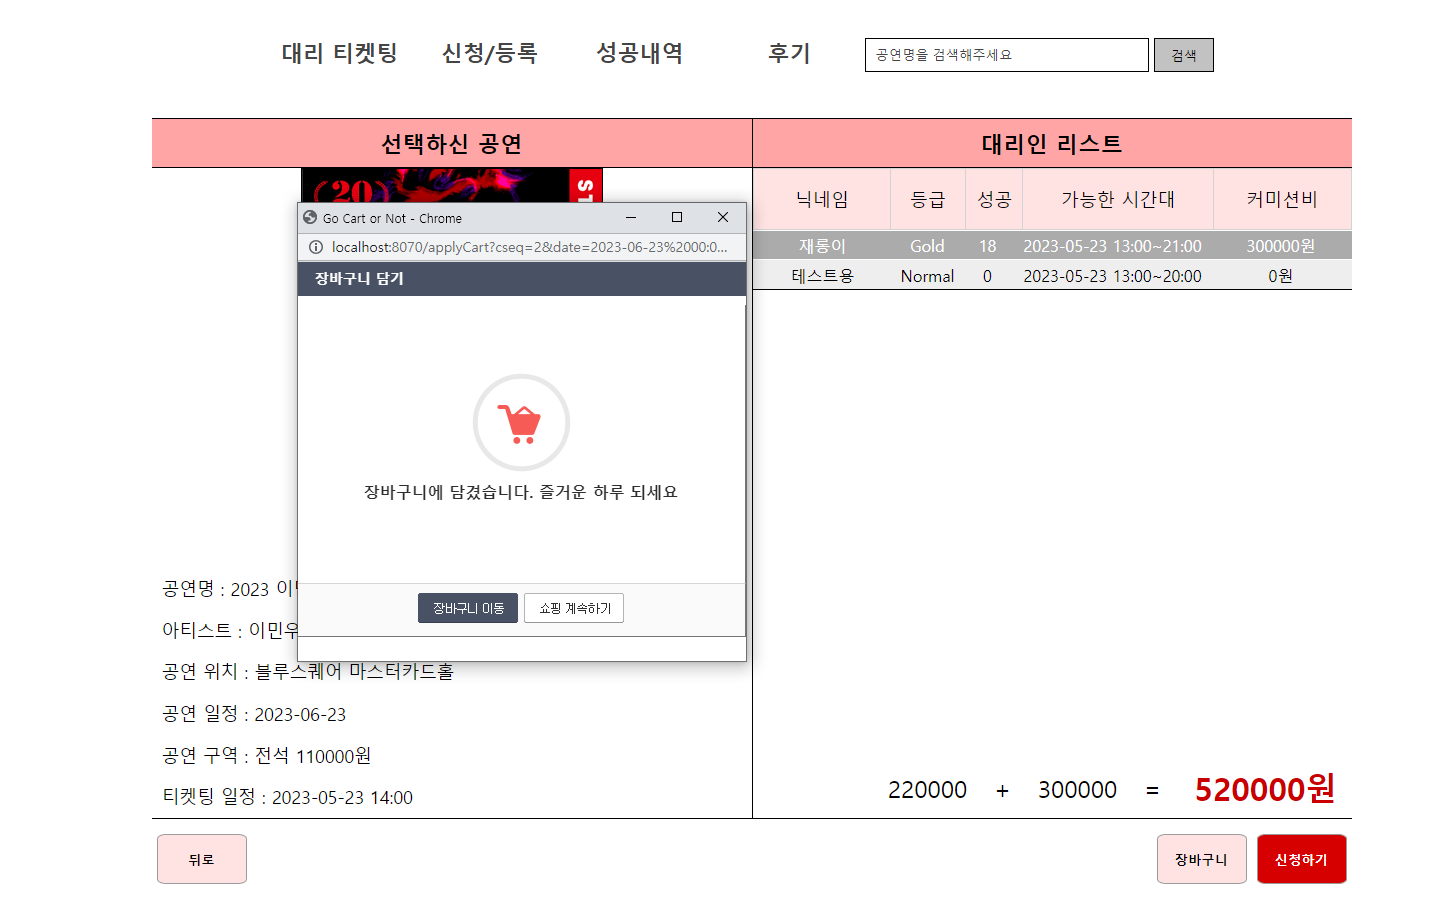 대리 티켓팅 신청/등록 성공내역 후기 공연명을 검색해주세요 검색
선택하신 공연 대리인 리스트
(20)
닉네임 등급 성공 가능한 시간대 커미션비
재롱이 Gold 18 2023-05-23 13:00~21:00 300000원
테스트용 Normal 0 2023-05-23 13:00~20:00 0원
Go Cart or Not - Chrome
localhost:8070/applyCart?cseq=2&date=2023-06-23%2000:0...
장바구니 담기
장바구니에 담겼습니다. 즐거운 하루 되세요
장바구니 이동 쇼핑 계속하기
공연명 : 2023 이
아티스트 : 이민우
공연 위치 : 블루스퀘어 마스터카드홀
공연 일정 : 2023-06-23
공연 구역 : 전석 110000원
티켓팅 일정 : 2023-05-23 14:00
220000 + 300000 = 520000원
뒤로 장바구니 신청하기